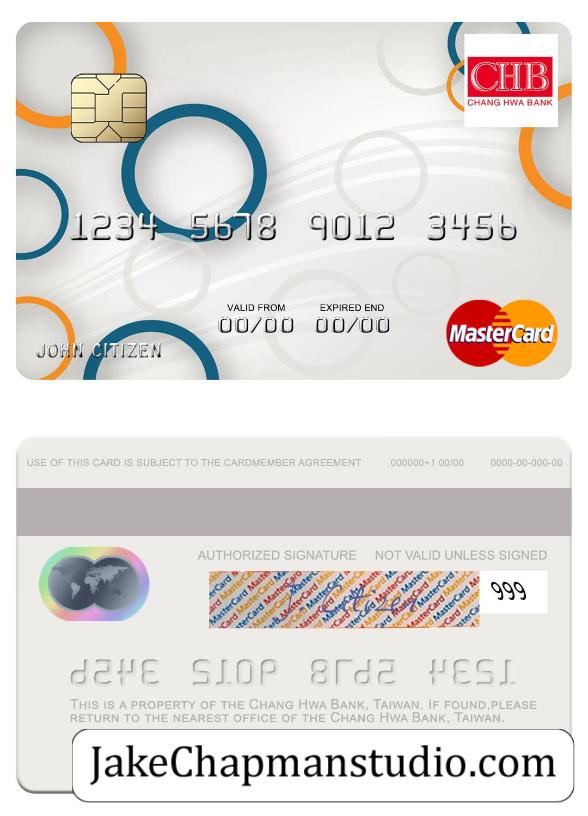 CHB
CHANG HWA BANK
1234 5678 9012 3456
VALID FROM EXPIRED END
00/00 00/00
JOHN CITIZEN
MasterCard
USE OF THIS CARD IS SUBJECT TO THE CARDMEMBER AGREEMENT 000000+1 00/00 0000-00-000-00
AUTHORIZED SIGNATURE NOT VALID UNLESS SIGNED
J. Citizen 999
THIS IS A PROPERTY OF THE CHANG HWA BANK, TAIWAN. IF FOUND,PLEASE
RETURN TO THE NEAREST OFFICE OF THE CHANG HWA BANK, TAIWAN.
JakeChapmanstudio.com